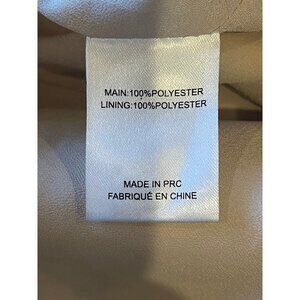 MAIN:100%POLYESTER
LINING:100%POLYESTER
MADE IN PRC
FABRIQUÉ EN CHINE